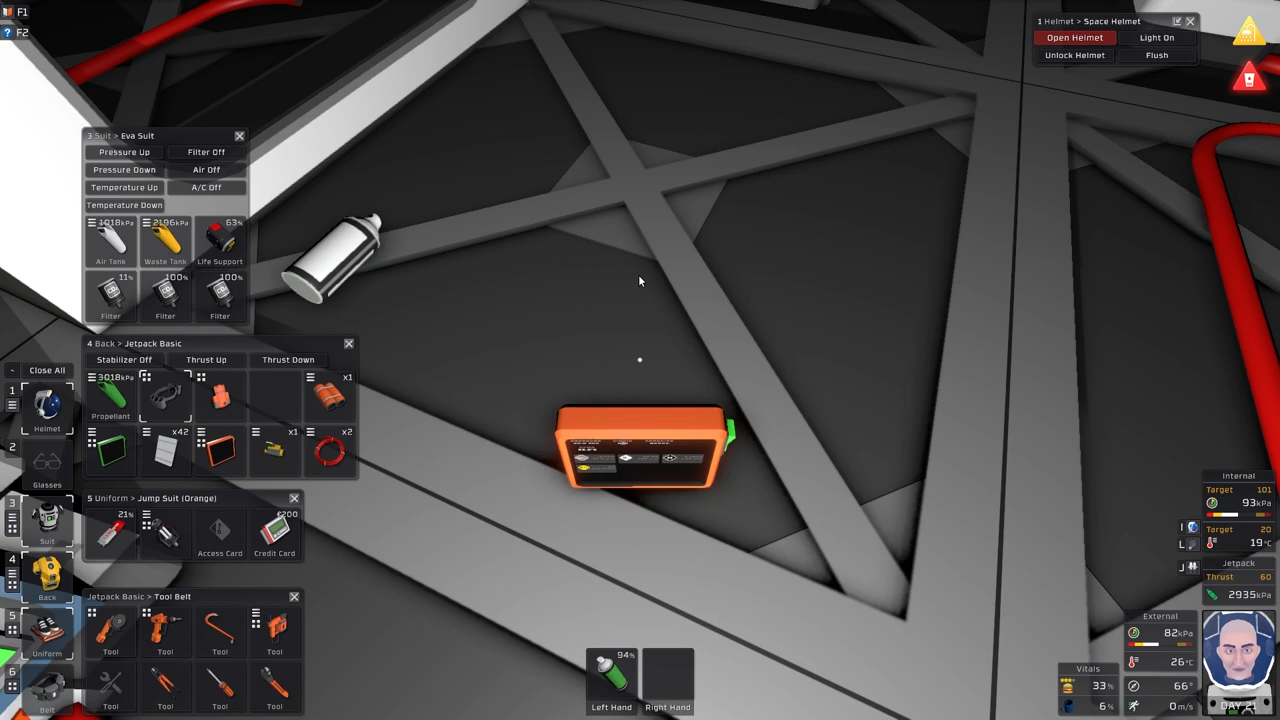 F1
F2
1 Helmet > Space Helmet
Open Helmet
Light On
Unlock Helmet
Flush
3 Suit > Eva Suit
Pressure Up
Filter Off
Pressure Down
Air Off
Temperature Up
A/C Off
Temperature Down
1018kPa
2196kPa
63%
Air Tank
Waste Tank
Life Support
11%
100%
100%
Filter
Filter
Filter
4 Back > Jetpack Basic
Stabilizer Off
Thrust Up
Thrust Down
3018kPa
x1
Propellant
x42
x1
x2
5 Uniform > Jump Suit (Orange)
21%
€200
Access Card
Credit Card
Jetpack Basic > Tool Belt
Tool
Tool
Tool
Tool
Tool
Tool
Tool
Tool
~
Close All
1
Helmet
2
Glasses
3
Suit
4
Back
5
Uniform
6
Belt
94%
Left Hand
Right Hand
Internal
Target 101
93kPa
Target 20
19°C
Jetpack
Thrust 60
2935kPa
External
82kPa
26°C
Vitals
33%
66°
6%
0m/s
DAY 21
I
L
J